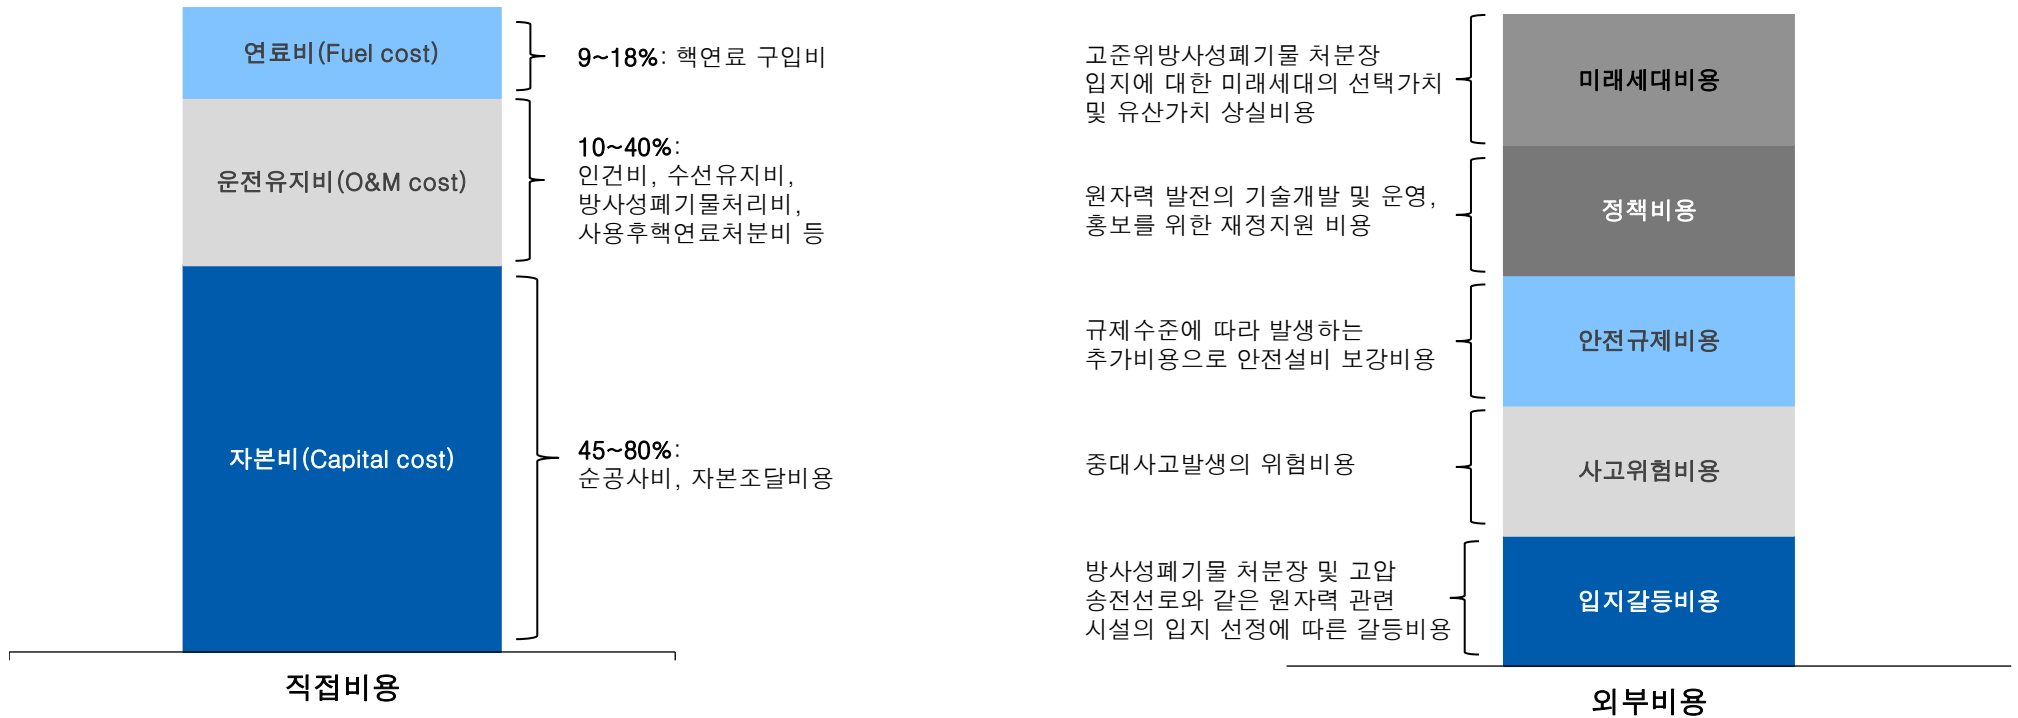 연료비(Fuel cost)
9~18%: 핵연료 구입비
운전유지비(O&M cost)
10~40%:
인건비, 수선유지비,
방사성폐기물처리비,
사용후핵연료처분비 등
자본비(Capital cost)
45~80%:
순공사비, 자본조달비용
직접비용
고준위방사성폐기물 처분장
입지에 대한 미래세대의 선택가치
및 유산가치 상실비용
미래세대비용
원자력 발전의 기술개발 및 운영,
홍보를 위한 재정지원 비용
정책비용
규제수준에 따라 발생하는
추가비용으로 안전설비 보강비용
안전규제비용
중대사고발생의 위험비용
사고위험비용
방사성폐기물 처분장 및 고압
송전선로와 같은 원자력 관련
시설의 입지 선정에 따른 갈등비용
입지갈등비용
외부비용